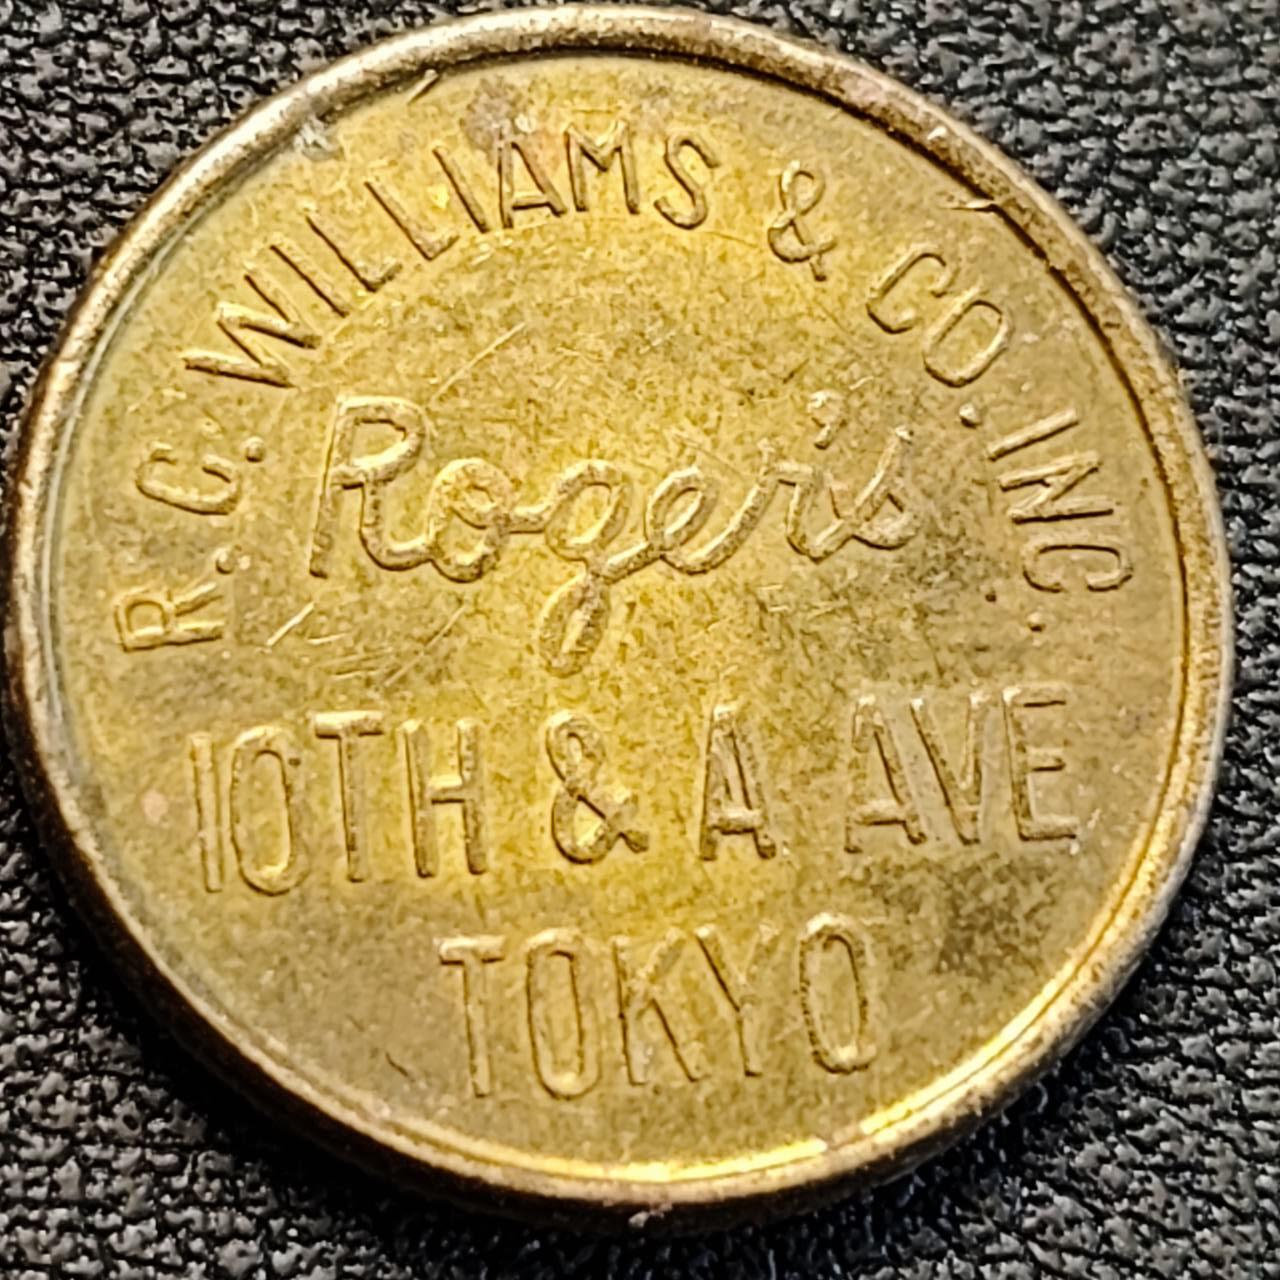 R. C. WILLIAMS & CO. INC.
Roger's
10TH & A AVE
TOKYO